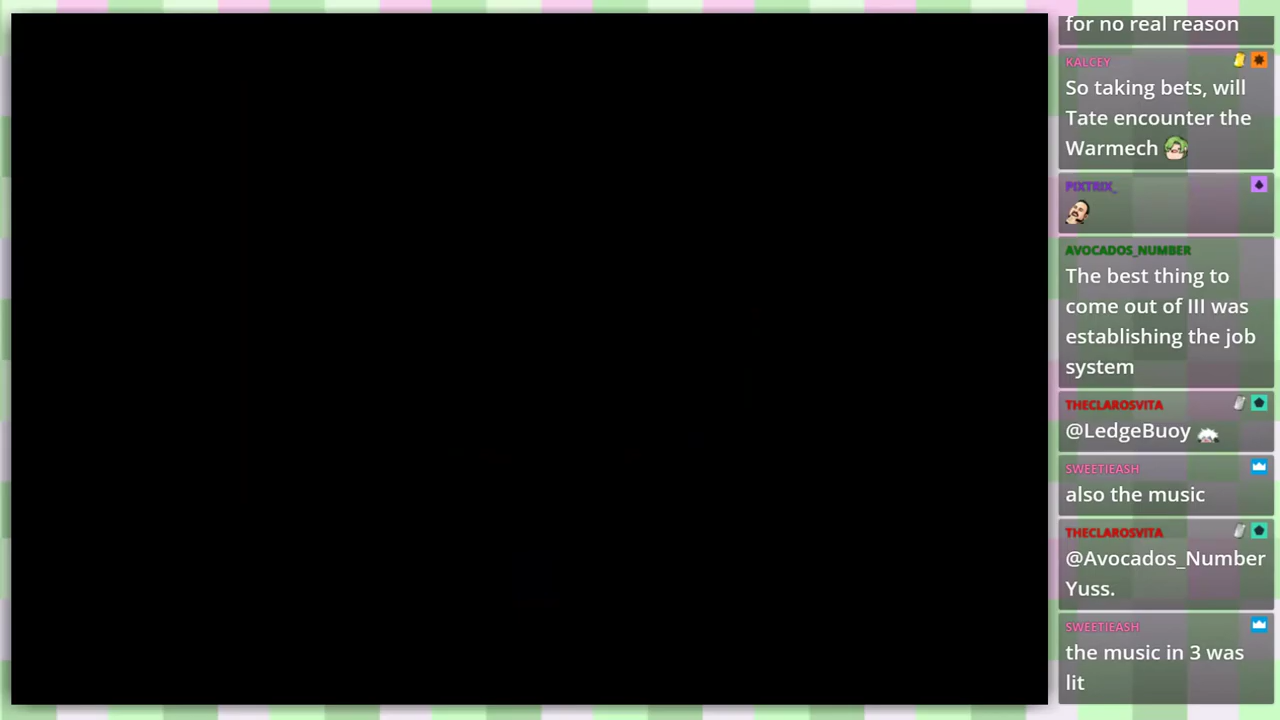 for no real reason
KALCEY
So taking bets, will
Tate encounter the
Warmech
PIXTRIX_
AVOCADOS_NUMBER
The best thing to
come out of III was
establishing the job
system
THECLAROSVITA
@LedgeBuoy
SWEETIEASH
also the music
THECLAROSVITA
@Avocados_Number
Yuss.
SWEETIEASH
the music in 3 was
lit